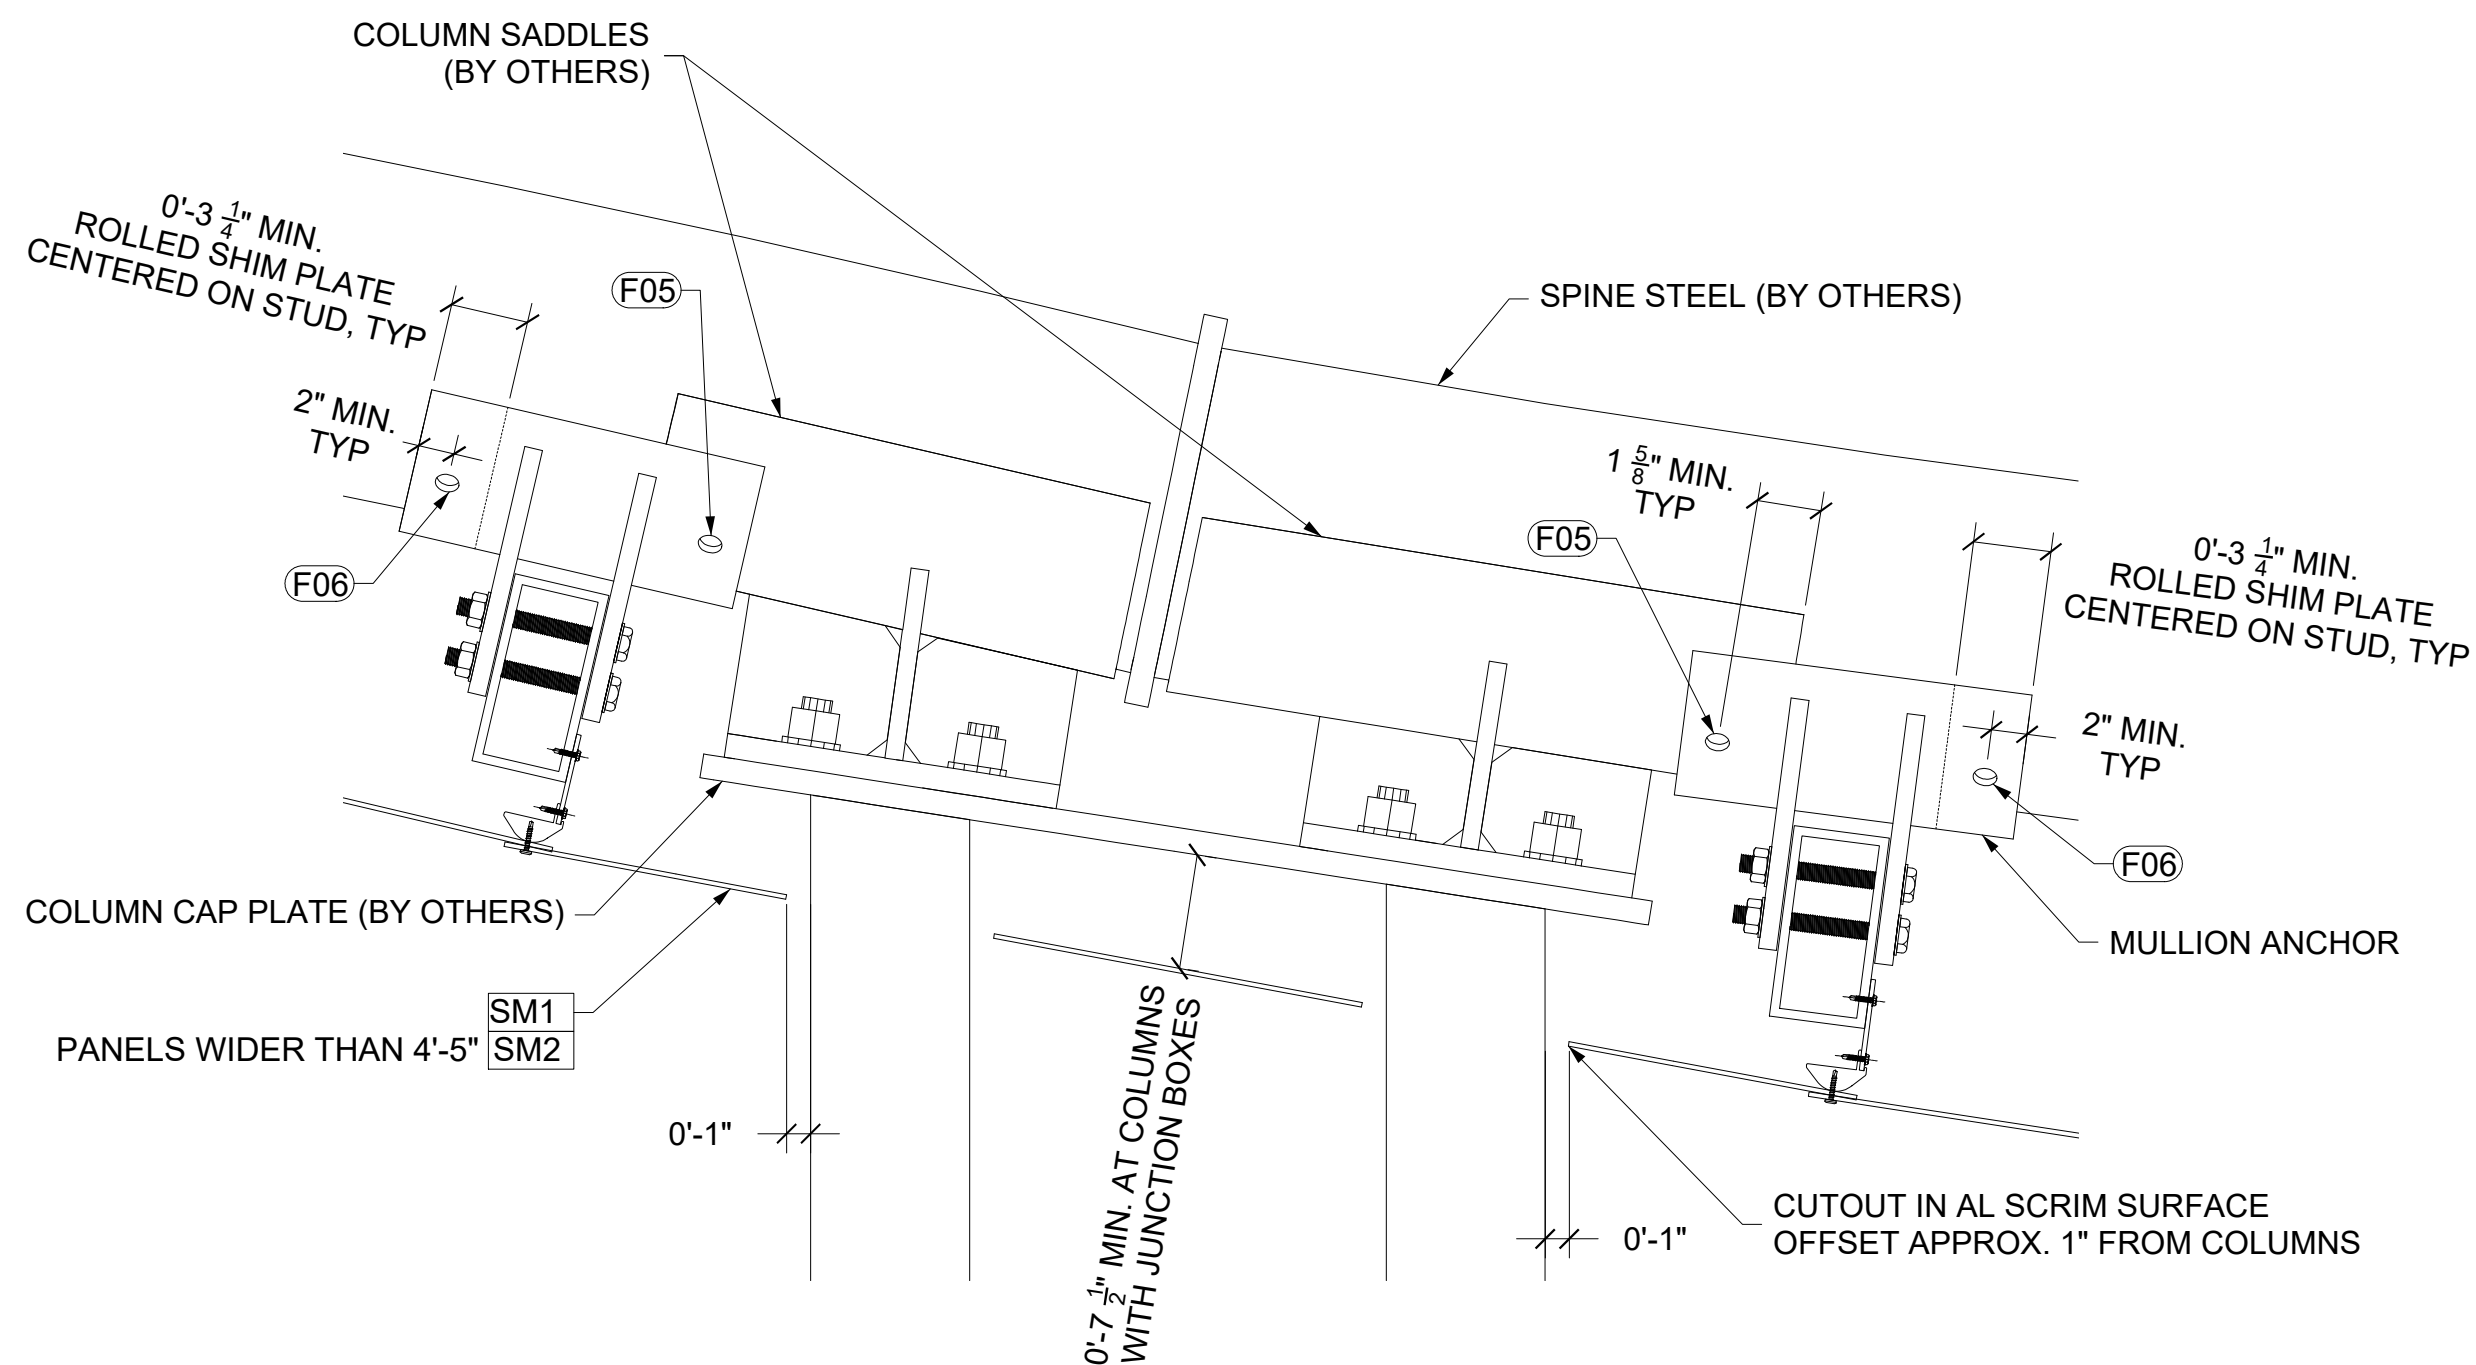 COLUMN SADDLES
(BY OTHERS)
0'-3 1/4" MIN.
ROLLED SHIM PLATE
CENTERED ON STUD, TYP
F05
SPINE STEEL (BY OTHERS)
2" MIN.
TYP
1 5/8" MIN.
TYP
F05
0'-3 1/4" MIN.
ROLLED SHIM PLATE
CENTERED ON STUD, TYP
F06
2" MIN.
TYP
F06
COLUMN CAP PLATE (BY OTHERS)
MULLION ANCHOR
SM1
PANELS WIDER THAN 4'-5" SM2
0'-1"
0'-7 1/2" MIN. AT COLUMNS
WITH JUNCTION BOXES
0'-1"
CUTOUT IN AL SCRIM SURFACE
OFFSET APPROX. 1" FROM COLUMNS